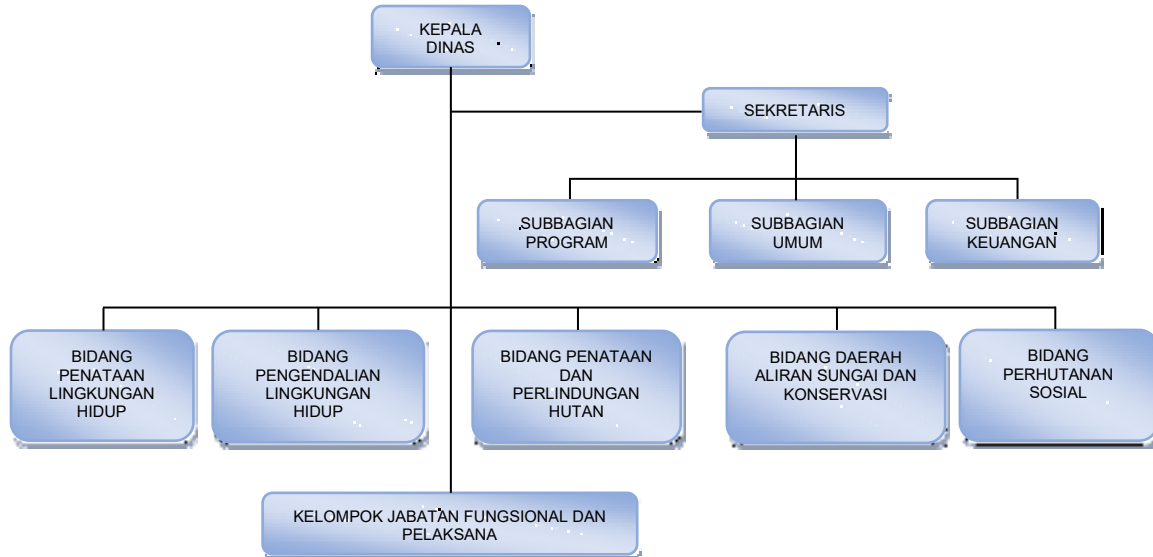 KEPALA
DINAS
SEKRETARIS
SUBBAGIAN
PROGRAM
SUBBAGIAN
UMUM
SUBBAGIAN
KEUANGAN
BIDANG
PENATAAN
LINGKUNGAN
HIDUP
BIDANG
PENGENDALIAN
LINGKUNGAN
HIDUP
BIDANG PENATAAN
DAN
PERLINDUNGAN
HUTAN
BIDANG DAERAH
ALIRAN SUNGAI DAN
KONSERVASI
BIDANG
PERHUTANAN
SOSIAL
KELOMPOK JABATAN FUNGSIONAL DAN
PELAKSANA